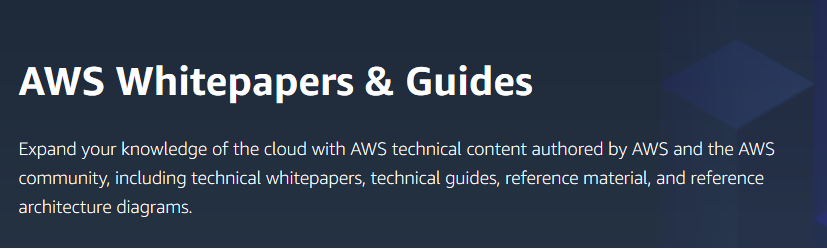 AWS Whitepapers & Guides
Expand your knowledge of the cloud with AWS technical content authored by AWS and the AWS
community, including technical whitepapers, technical guides, reference material, and reference
architecture diagrams.